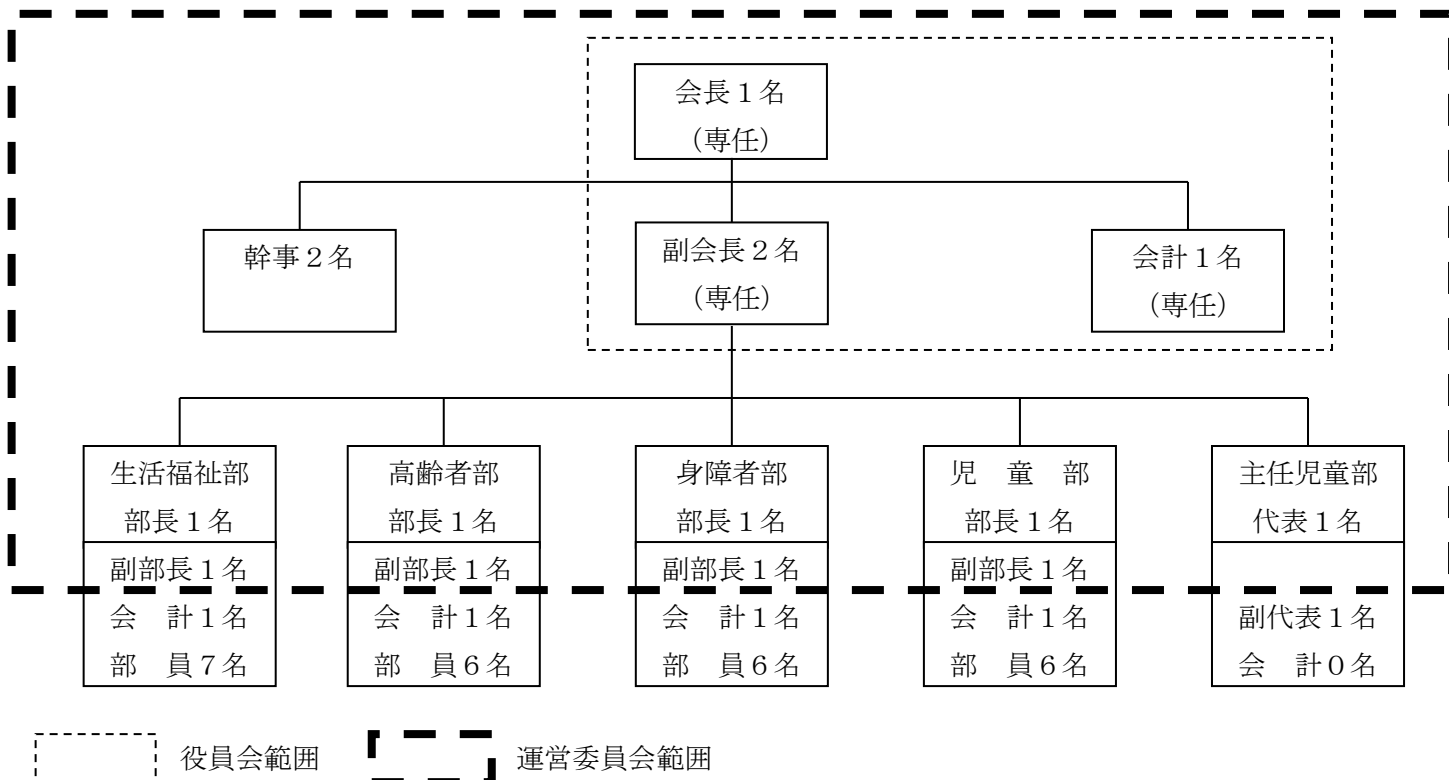 会長１名
（専任）
幹事２名
副会長２名
（専任）
会計１名
（専任）
生活福祉部
部長１名
副部長１名
会　計１名
部　員７名
高齢者部
部長１名
副部長１名
会　計１名
部　員６名
身障者部
部長１名
副部長１名
会　計１名
部　員６名
児　童　部
部長１名
副部長１名
会　計１名
部　員６名
主任児童部
代表１名
副代表１名
会　計０名
役員会範囲
運営委員会範囲